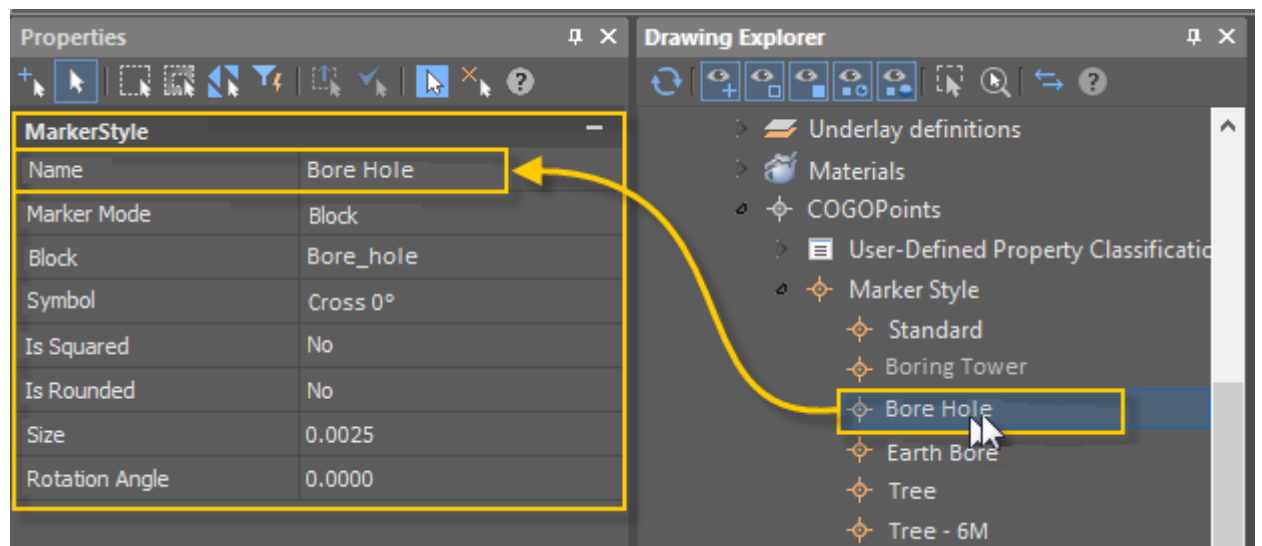 Properties
MarkerStyle
Name Bore Hole
Marker Mode Block
Block Bore_hole
Symbol Cross 0°
Is Squared No
Is Rounded No
Size 0.0025
Rotation Angle 0.0000
Drawing Explorer
Underlay definitions
Materials
COGOPoints
User-Defined Property Classificatic
Marker Style
Standard
Boring Tower
Bore Hole
Earth Bore
Tree
Tree - 6M